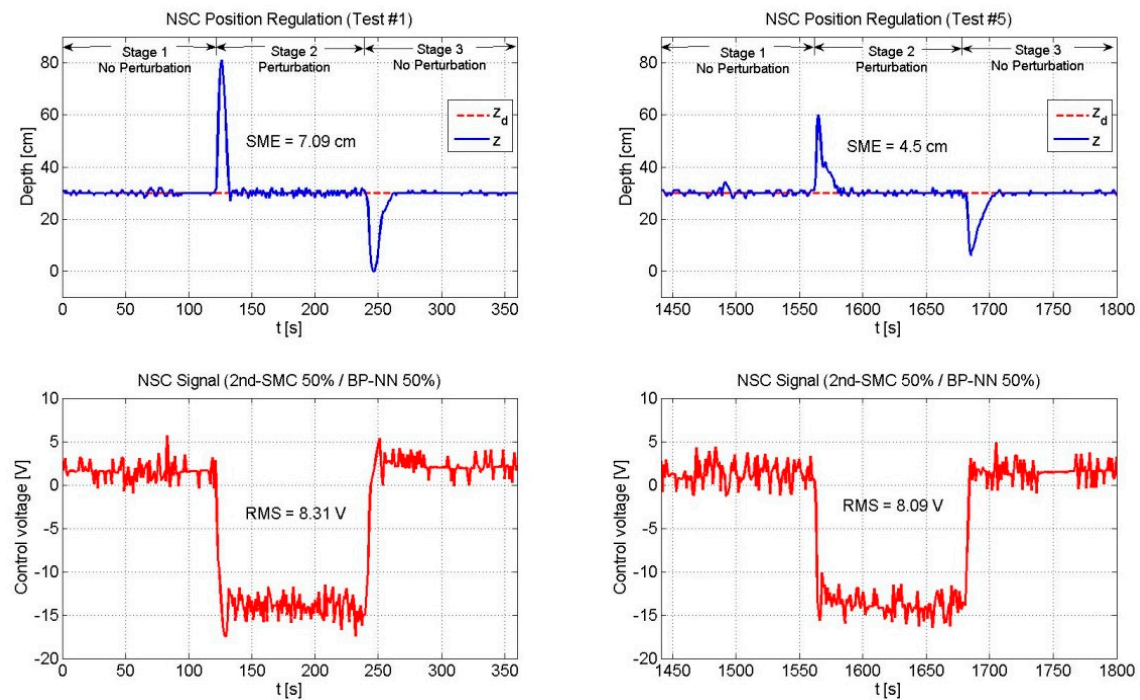 NSC Position Regulation (Test #1)
Stage 1
No Perturbation
Stage 2
Perturbation
Stage 3
No Perturbation
80
60
40
20
0
Depth [cm]
SME = 7.09 cm
z_d
z
0 50 100 150 200 250 300 350
t [s]
NSC Position Regulation (Test #5)
Stage 1
No Perturbation
Stage 2
Perturbation
Stage 3
No Perturbation
80
60
40
20
0
Depth [cm]
SME = 4.5 cm
z_d
z
1450 1500 1550 1600 1650 1700 1750 1800
t [s]
NSC Signal (2nd-SMC 50% / BP-NN 50%)
10
5
0
-5
-10
-15
-20
Control voltage [V]
RMS = 8.31 V
0 50 100 150 200 250 300 350
t [s]
NSC Signal (2nd-SMC 50% / BP-NN 50%)
10
5
0
-5
-10
-15
-20
Control voltage [V]
RMS = 8.09 V
1450 1500 1550 1600 1650 1700 1750 1800
t [s]